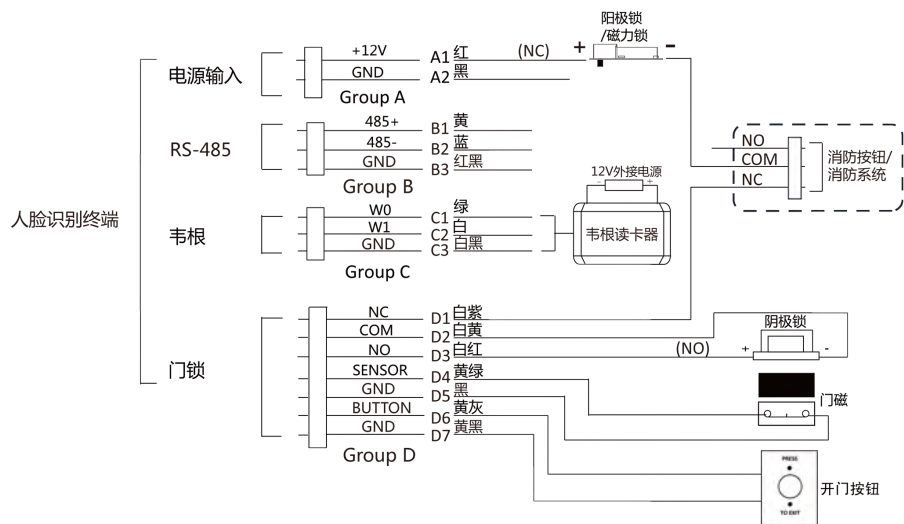 阳极锁
/磁力锁
+12V
A1
红
(NC)
+
-
电源输入
GND
A2
黑
Group A
485+
B1
黄
RS-485
485-
B2
蓝
GND
B3
红黑
Group B
NO
COM
NC
消防按钮/
消防系统
12V外接电源
- +
人脸识别终端
韦根
W0
C1
绿
W1
C2
白
GND
C3
白黑
韦根读卡器
Group C
门锁
NC
D1
白紫
COM
D2
白黄
NO
D3
白红
(NO)
阴极锁
+
-
SENSOR
D4
黄绿
GND
D5
黑
门磁
BUTTON
D6
黄灰
GND
D7
黄黑
Group D
PRESS
TO EXIT
开门按钮